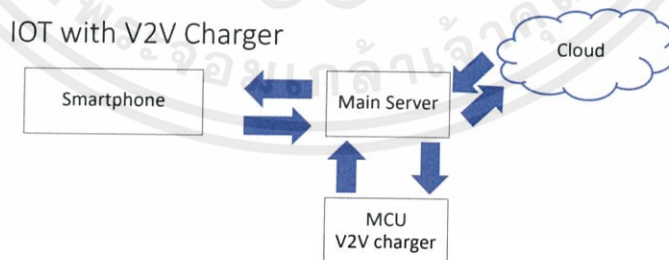 IOT with V2V Charger
Cloud
Smartphone
Main Server
MCU
V2V charger